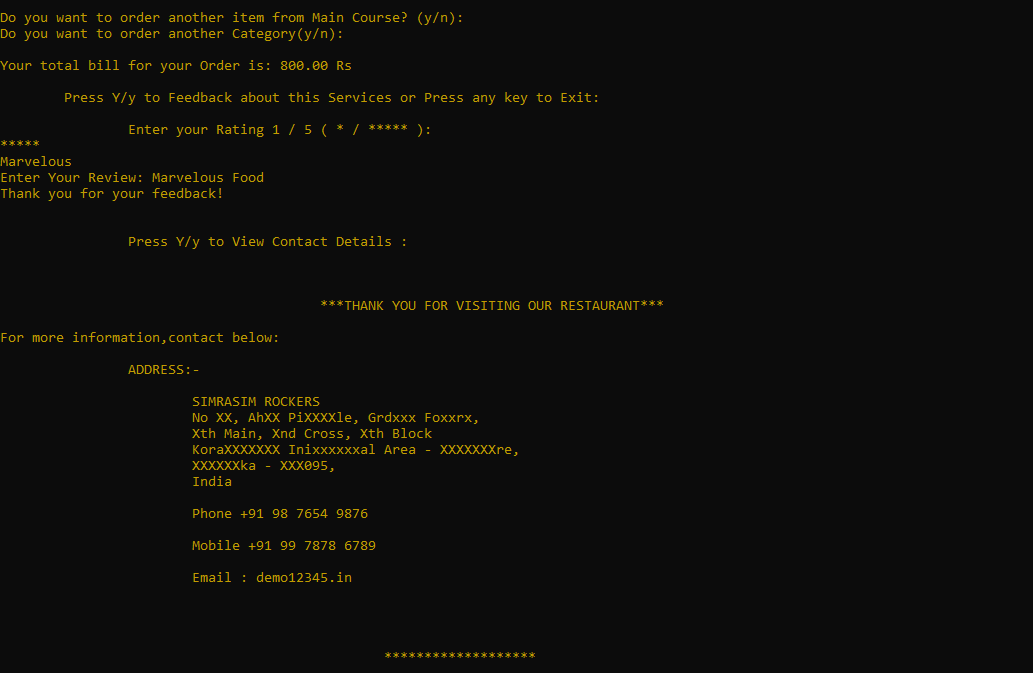 Do you want to order another item from Main Course? (y/n):
Do you want to order another Category(y/n):
Your total bill for your Order is: 800.00 Rs
Press Y/y to Feedback about this Services or Press any key to Exit:
Enter your Rating 1 / 5 ( * / ***** ):
*****
Marvelous
Enter Your Review: Marvelous Food
Thank you for your feedback!
Press Y/y to View Contact Details :
***THANK YOU FOR VISITING OUR RESTAURANT***
For more information,contact below:
ADDRESS:-
SIMRASIM ROCKERS
No XX, AhXX PiXXXXle, Grdxxx Foxxrx,
Xth Main, Xnd Cross, Xth Block
KoraXXXXXXX Inixxxxxxal Area - XXXXXXXre,
XXXXXXka - XXX095,
India
Phone +91 98 7654 9876
Mobile +91 99 7878 6789
Email : demo12345.in
*******************